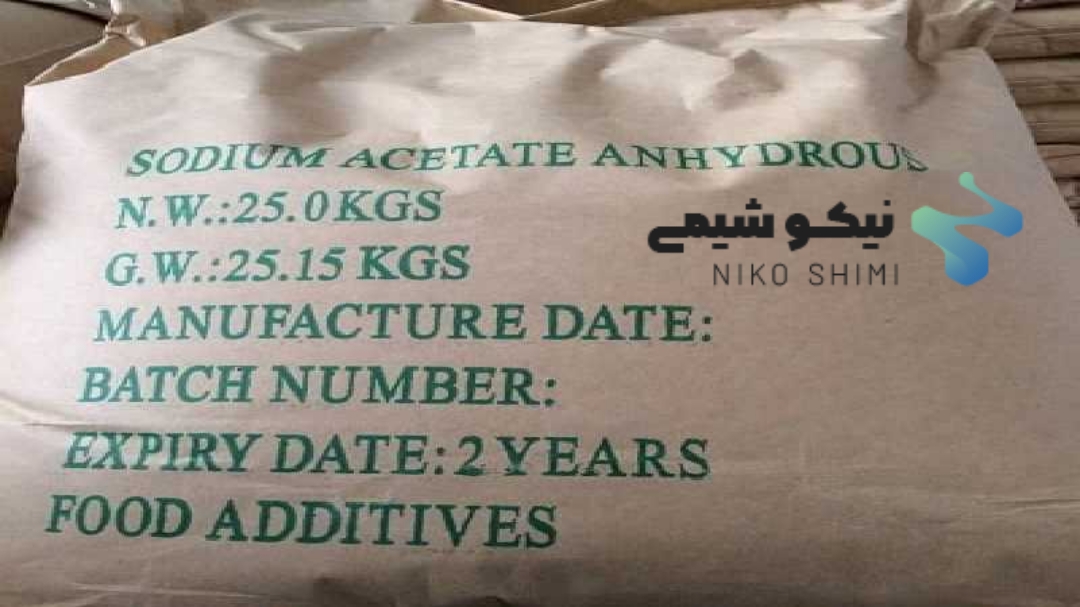 SODIUM ACETATE ANHYDROUS
N.W.:25.0KGS
نیکو شیمی
G.W.:25.15 KGS
NIKO SHIMI
MANUFACTURE DATE:
BATCH NUMBER:
EXPIRY DATE:2 YEARS
FOOD ADDITIVES